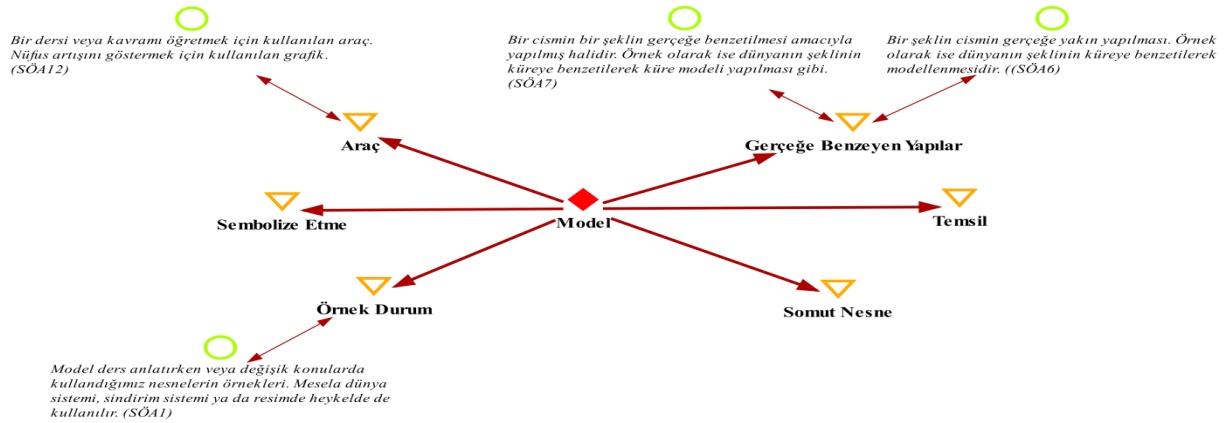 Bir dersi veya kavramı öğretmek için kullanılan araç.
Nüfus artışını göstermek için kullanılan grafik.
(SÖA12)
Bir cismin bir şeklin gerçeğe benzetilmesi amacıyla
yapılmış halidir. Örnek olarak ise dünyanın şeklinin
küreye benzetilerek küre modeli yapılması gibi.
(SÖA7)
Bir şeklin cismin gerçeğe yakın yapılması. Örnek
olarak ise dünyanın şeklinin küreye benzetilerek
modellenmesidir. ((SÖA6)
Araç
Gerçeğe Benzeyen Yapılar
Sembolize Etme
Model
Temsil
Örnek Durum
Somut Nesne
Model ders anlatırken veya değişik konularda
kullandığımız nesnelerin örnekleri. Mesela dünya
sistemi, sindirim sistemi ya da resimde heykelde de
kullanılır. (SÖA1)